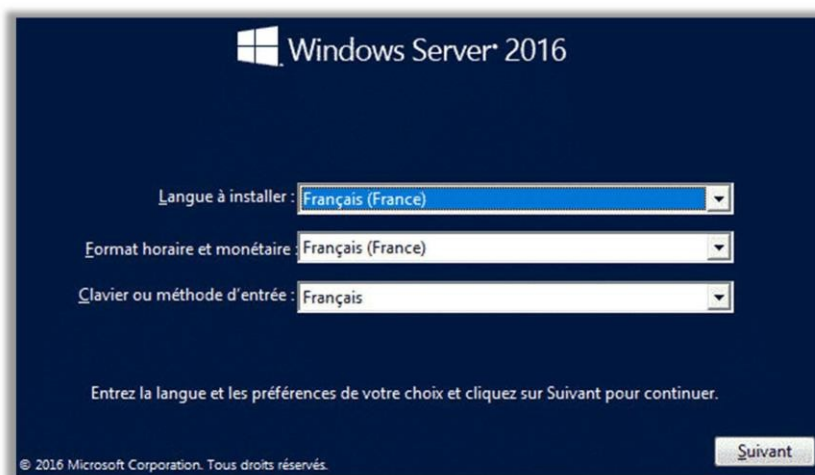 Windows Server® 2016
Langue à installer : Français (France)
Format horaire et monétaire : Français (France)
Clavier ou méthode d'entrée : Français
Entrez la langue et les préférences de votre choix et cliquez sur Suivant pour continuer.
Suivant
© 2016 Microsoft Corporation. Tous droits réservés.